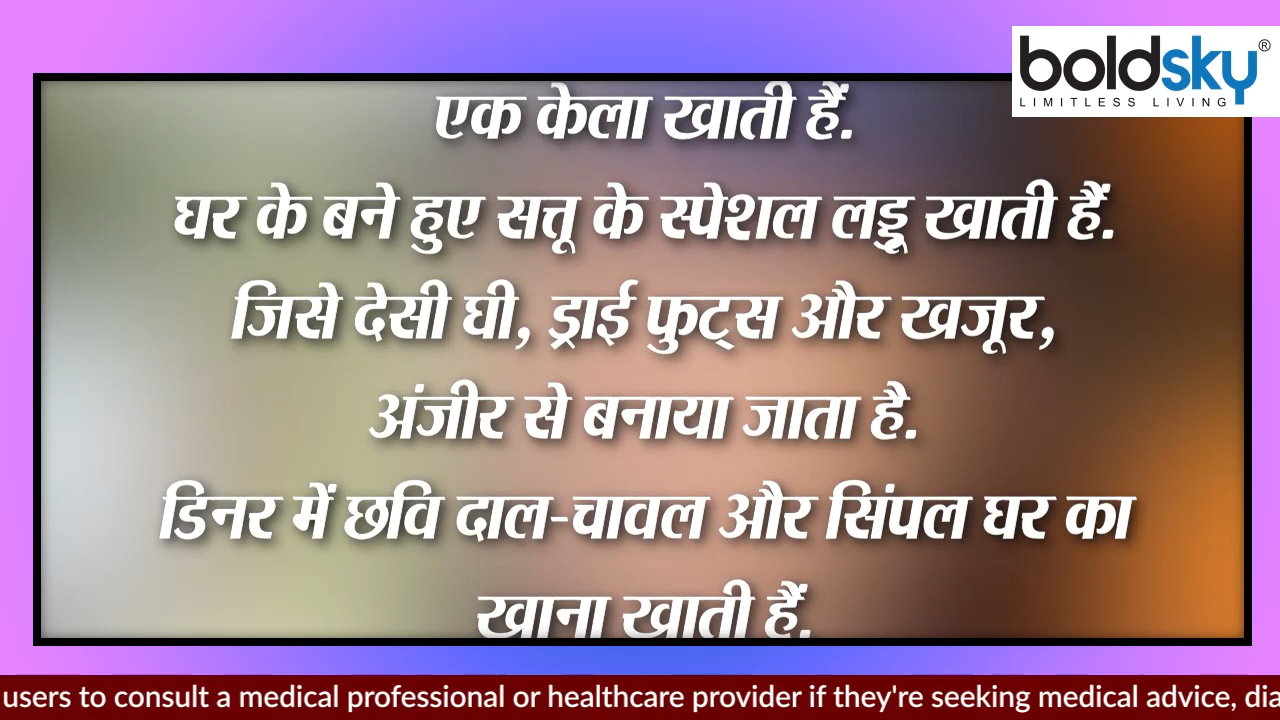 boldsky®
LIMITLESS LIVING
एक केला खाती हैं.
घर के बने हुए सत्तू के स्पेशल लड्डू खाती हैं.
जिसे देसी घी, ड्राई फुट्स और खजूर,
अंजीर से बनाया जाता है.
डिनर में छवि दाल-चावल और सिंपल घर का
खाना खाती हैं.
users to consult a medical professional or healthcare provider if they're seeking medical advice, dia